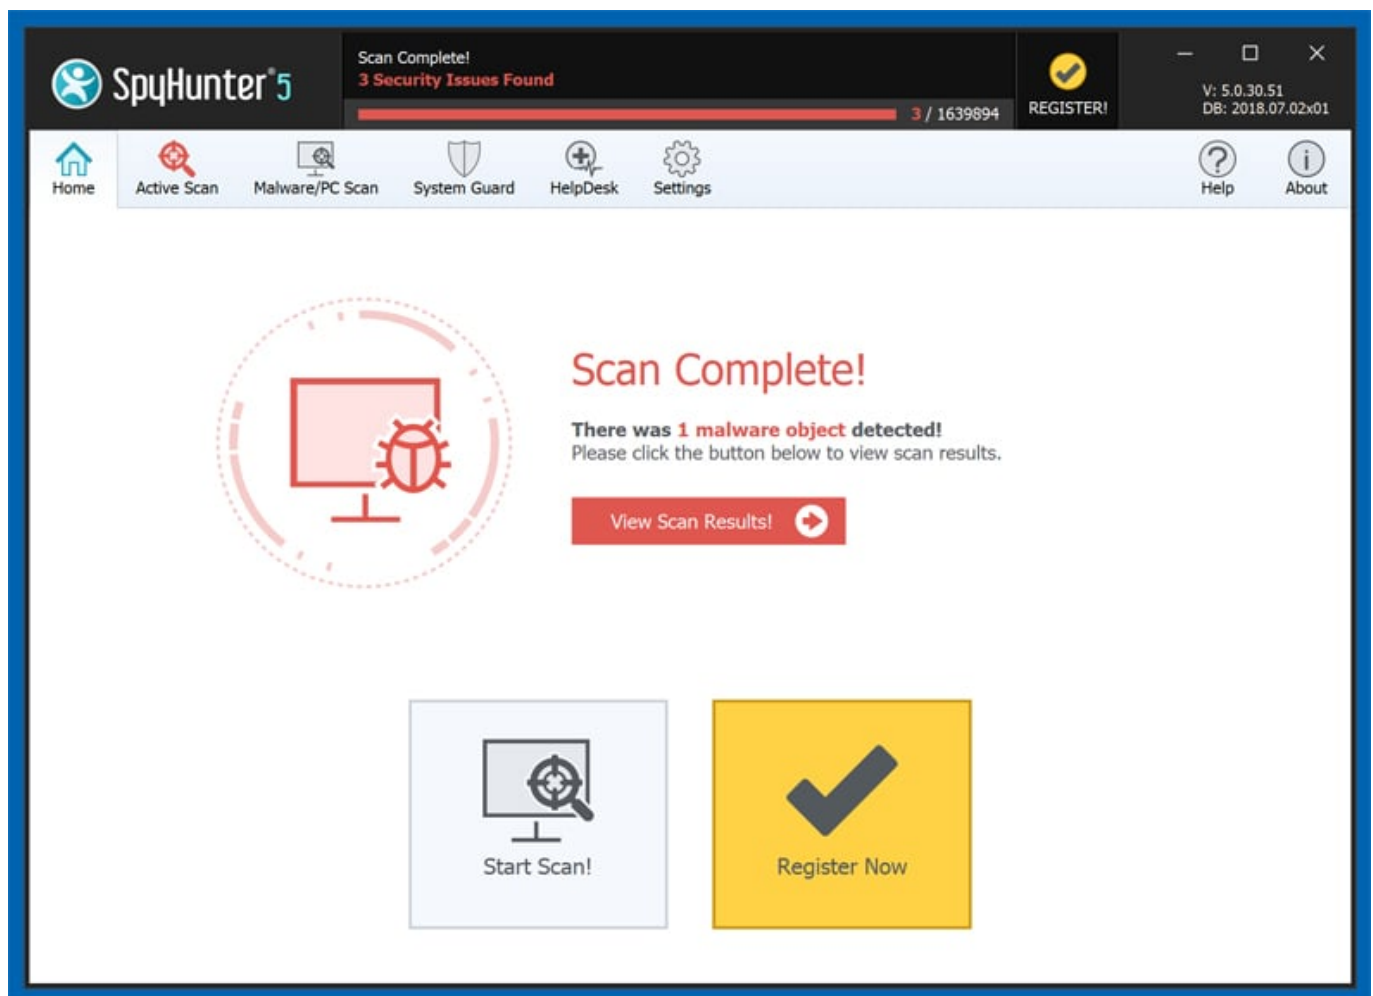 SpyHunter®5
Scan Complete!
3 Security Issues Found
3 / 1639894
REGISTER!
V: 5.0.30.51
DB: 2018.07.02x01
Home
Active Scan
Malware/PC Scan
System Guard
HelpDesk
Settings
Help
About
Scan Complete!
There was 1 malware object detected!
Please click the button below to view scan results.
View Scan Results!
Start Scan!
Register Now